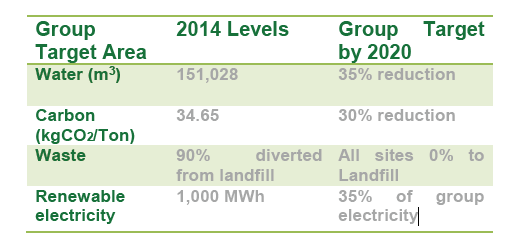 Group Target Area 2014 Levels Group Target by 2020
Water (m³) 151,028 35% reduction
Carbon (kgCO2/Ton) 34.65 30% reduction
Waste 90% diverted from landfill All sites 0% to Landfill
Renewable electricity 1,000 MWh 35% of group electricity